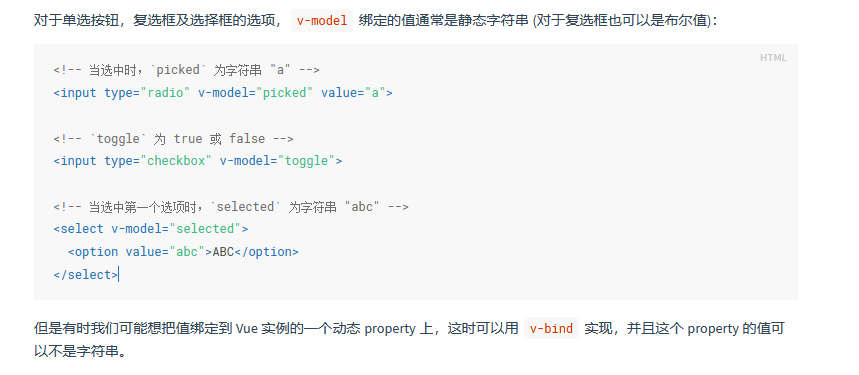 对于单选按钮，复选框及选择框的选项， v-model 绑定的值通常是静态字符串 (对于复选框也可以是布尔值)：
HTML
<!-- 当选中时，`picked` 为字符串 "a" -->
<input type="radio" v-model="picked" value="a">
<!-- `toggle` 为 true 或 false -->
<input type="checkbox" v-model="toggle">
<!-- 当选中第一个选项时，`selected` 为字符串 "abc" -->
<select v-model="selected">
  <option value="abc">ABC</option>
</select>
但是有时我们可能想把值绑定到 Vue 实例的一个动态 property 上，这时可以用 v-bind 实现，并且这个 property 的值可
以不是字符串。